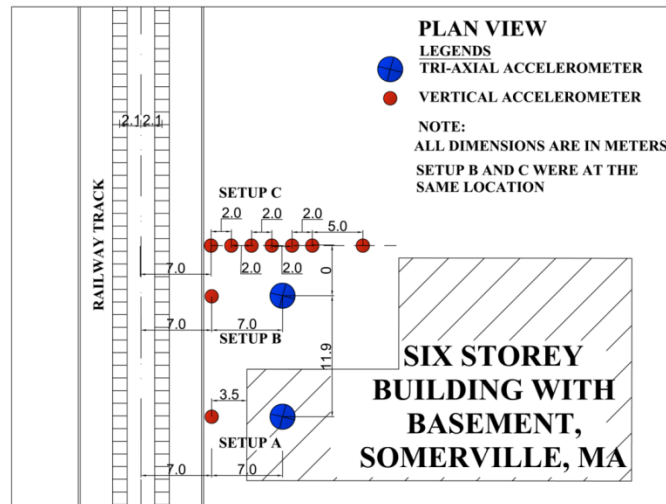 PLAN VIEW
LEGENDS
TRI-AXIAL ACCELEROMETER
VERTICAL ACCELEROMETER
NOTE:
ALL DIMENSIONS ARE IN METERS
SETUP B AND C WERE AT THE
SAME LOCATION
2.1 2.1
RAILWAY TRACK
SETUP C
2.0 2.0 2.0 5.0
2.0 2.0
7.0
0
7.0 7.0
SETUP B
11.9
3.5
SETUP A
7.0 7.0
SIX STOREY
BUILDING WITH
BASEMENT,
SOMERVILLE, MA